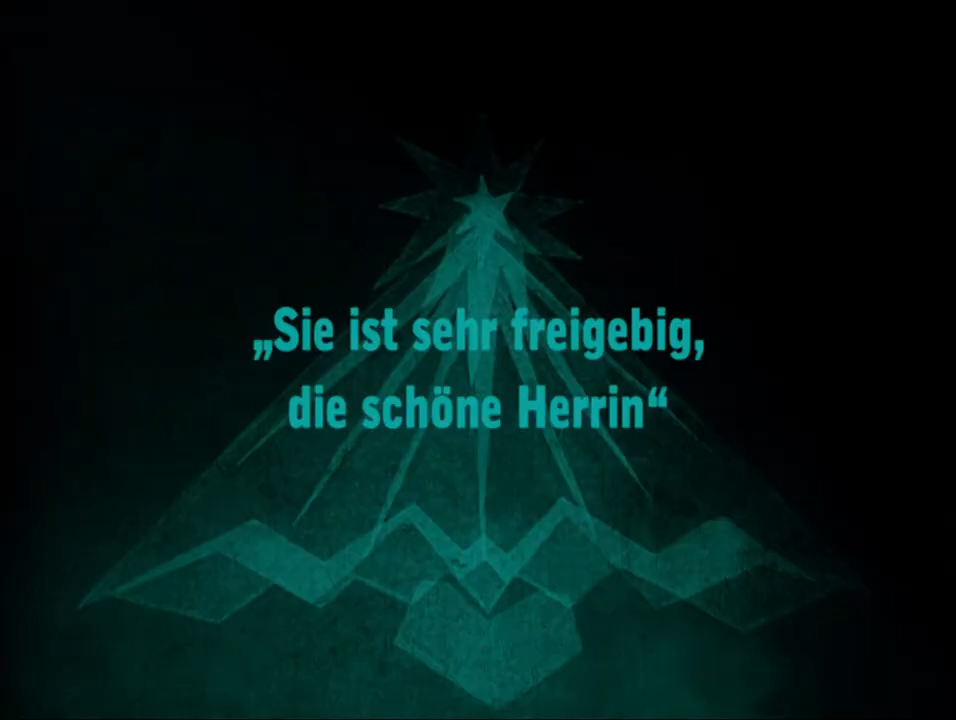 „Sie ist sehr freigebig,
die schöne Herrin“